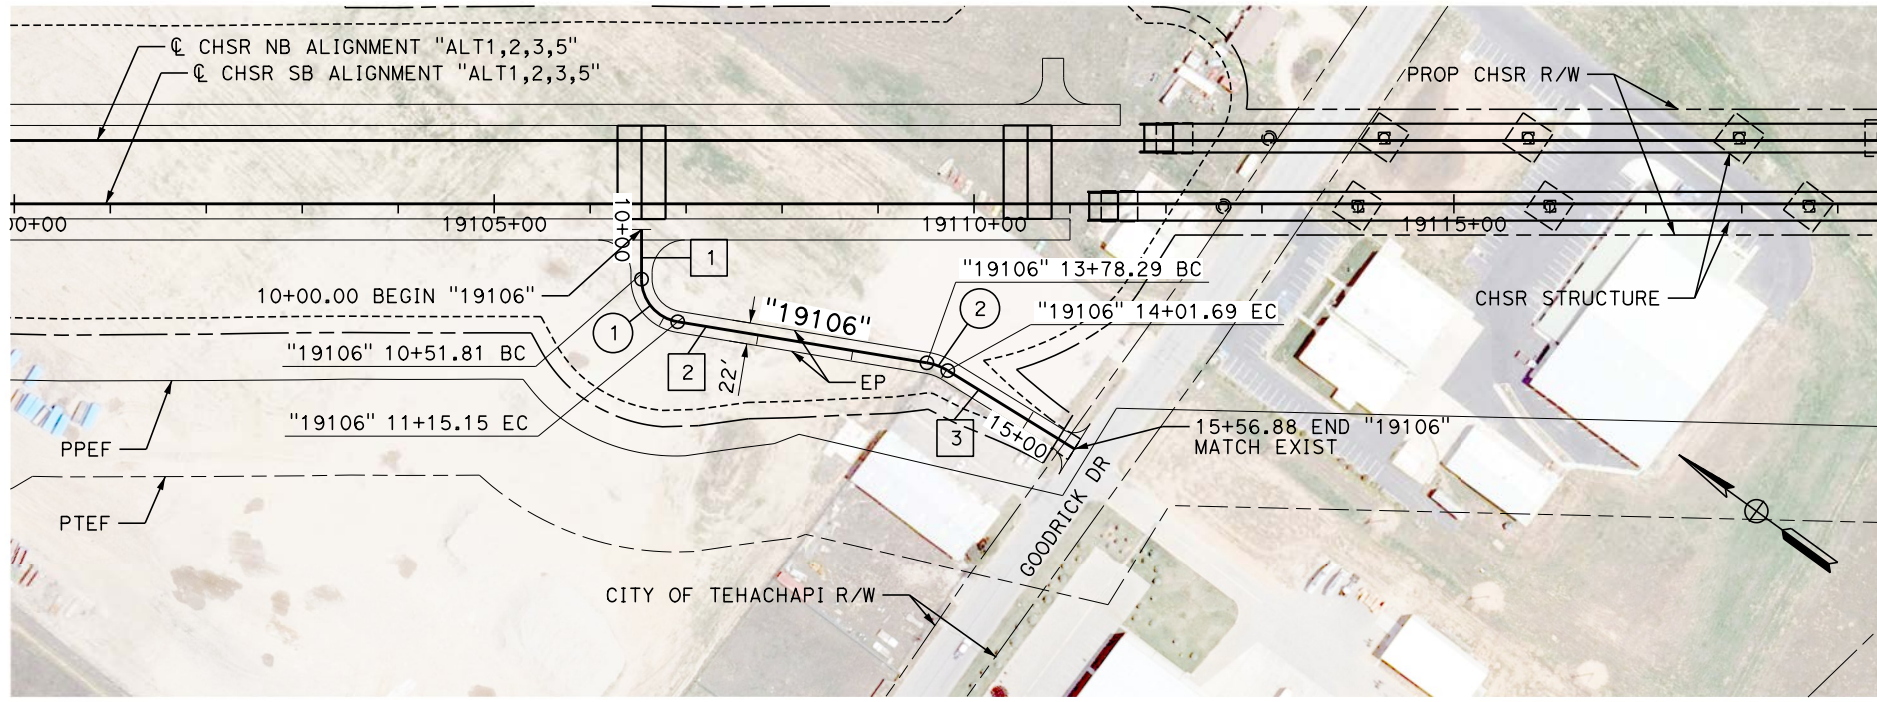 ℄ CHSR NB ALIGNMENT "ALT1,2,3,5"
℄ CHSR SB ALIGNMENT "ALT1,2,3,5"
PROP CHSR R/W
00+00
19105+00
19110+00
19115+00
10+00
1
"19106" 13+78.29 BC
10+00.00 BEGIN "19106"
CHSR STRUCTURE
"19106" 14+01.69 EC
2
"19106"
1
"19106" 10+51.81 BC
2
22'
EP
"19106" 11+15.15 EC
3
15+00
15+56.88 END "19106"
MATCH EXIST
PPEF
PTEF
GOODRICK DR
CITY OF TEHACHAPI R/W